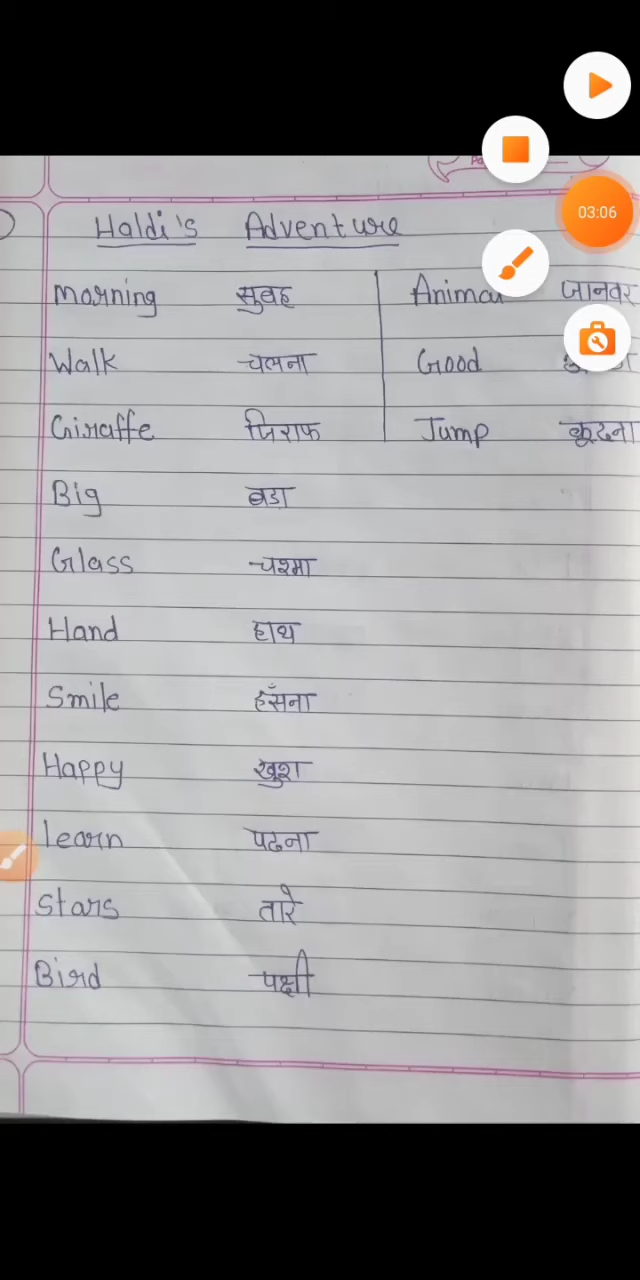 Haldi's Adventure
Morning सुबह
Walk चलना
Giraffe जिराफ
Big बडा
Glass चश्मा
Hand हाथ
Smile हँसना
Happy खुश
learn पढना
Stars तारे
Bird पक्षी
Animal जानवर
Good
Jump कूदना
03:06